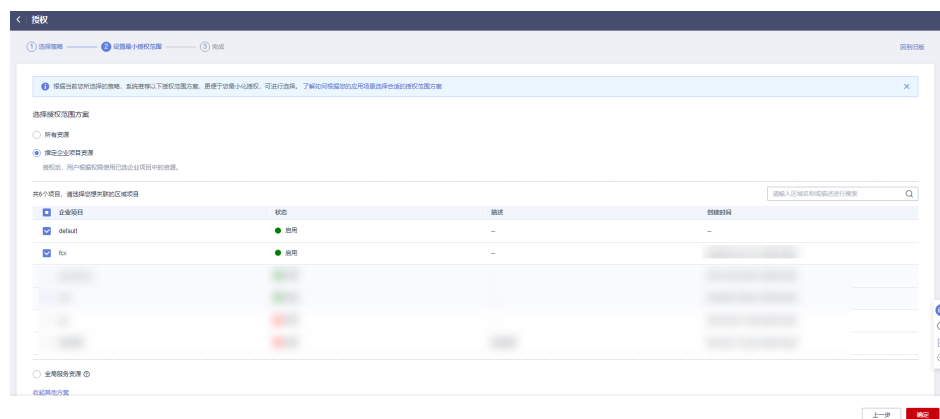 < 授权
1 选择策略 2 设置最小授权范围 3 完成 回到旧版
根据当前您所选择的策略，系统推荐以下授权范围方案，更便于您最小化授权，可进行选择。了解如何根据您的应用场景选择合适的授权范围方案
选择授权范围方案
所有资源
指定企业项目资源
授权后，用户根据权限使用已选企业项目中的资源。
共6个项目，请选择您想关联的区域项目 请输入区域名称或描述进行搜索
企业项目 状态 描述 创建时间
default 启用 -- --
fcx 启用 --
全局服务资源
收起其他方案
上一步 确定